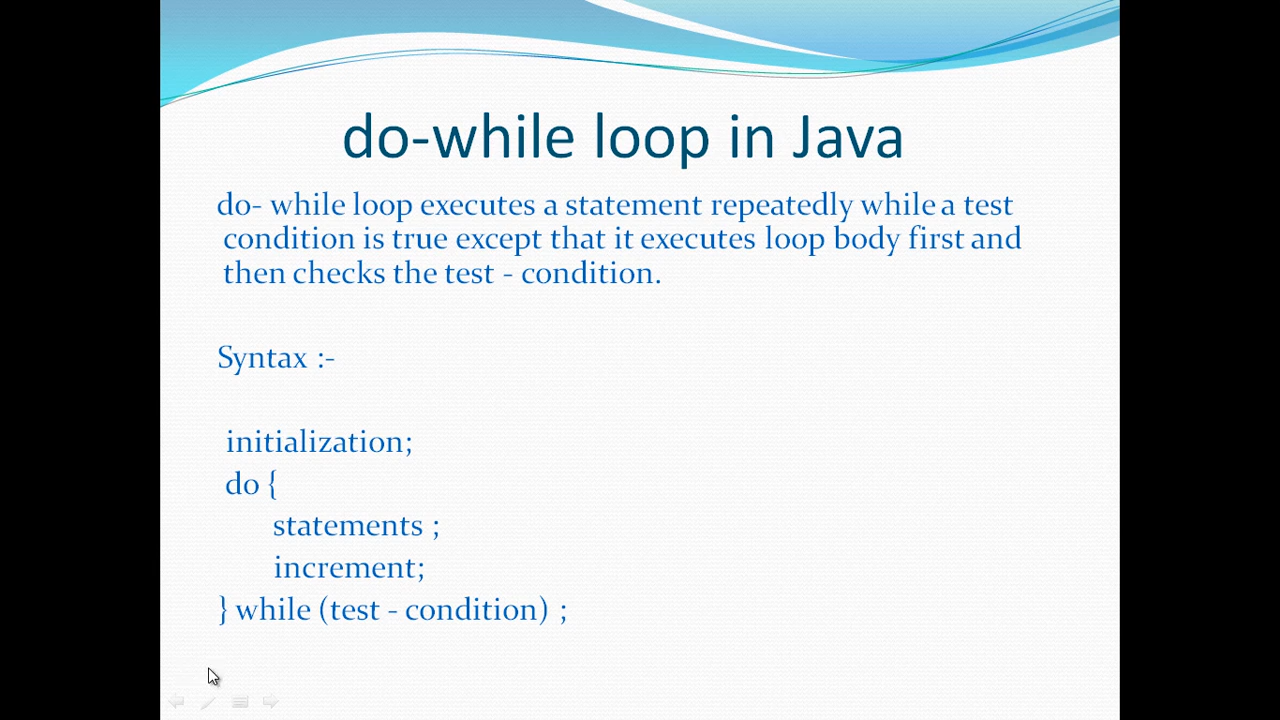 do-while loop in Java
do- while loop executes a statement repeatedly while a test
condition is true except that it executes loop body first and
then checks the test - condition.
Syntax :-
initialization;
do {
statements ;
increment;
} while (test - condition) ;